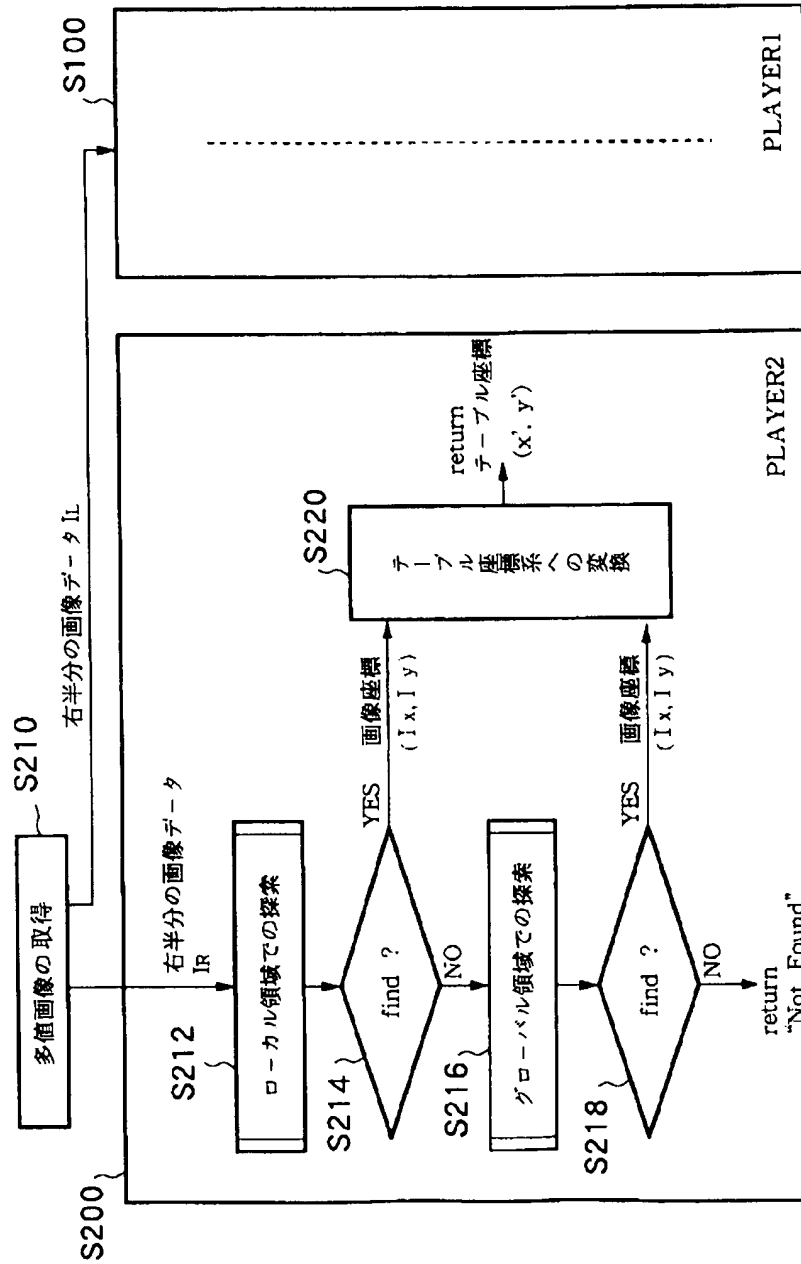 S210
多値画像の取得
右半分の画像データ IL
S100
S200
右半分の画像データ
IR
S212
ローカル領域での探索
S214
find ?
YES
画像座標
(Ix, Iy)
NO
S220
テーブル座標系への変換
return
テーブル座標
(x', y')
S216
グローバル領域での探索
S218
find ?
YES
画像座標
(Ix, Iy)
NO
return
“Not Found”
PLAYER2
PLAYER1